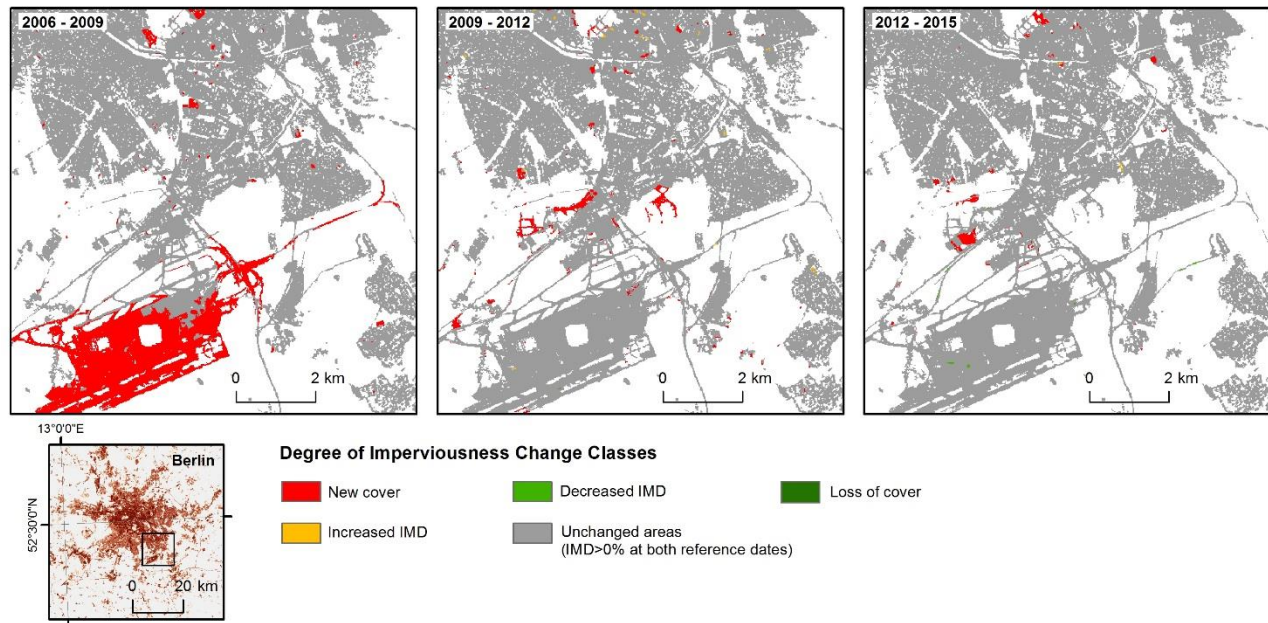 2006 - 2009
2009 - 2012
2012 - 2015
0 2 km
0 2 km
0 2 km
13°0'0"E
Berlin
52°30'0"N
0 20 km
Degree of Imperviousness Change Classes
New cover
Decreased IMD
Loss of cover
Increased IMD
Unchanged areas
(IMD>0% at both reference dates)